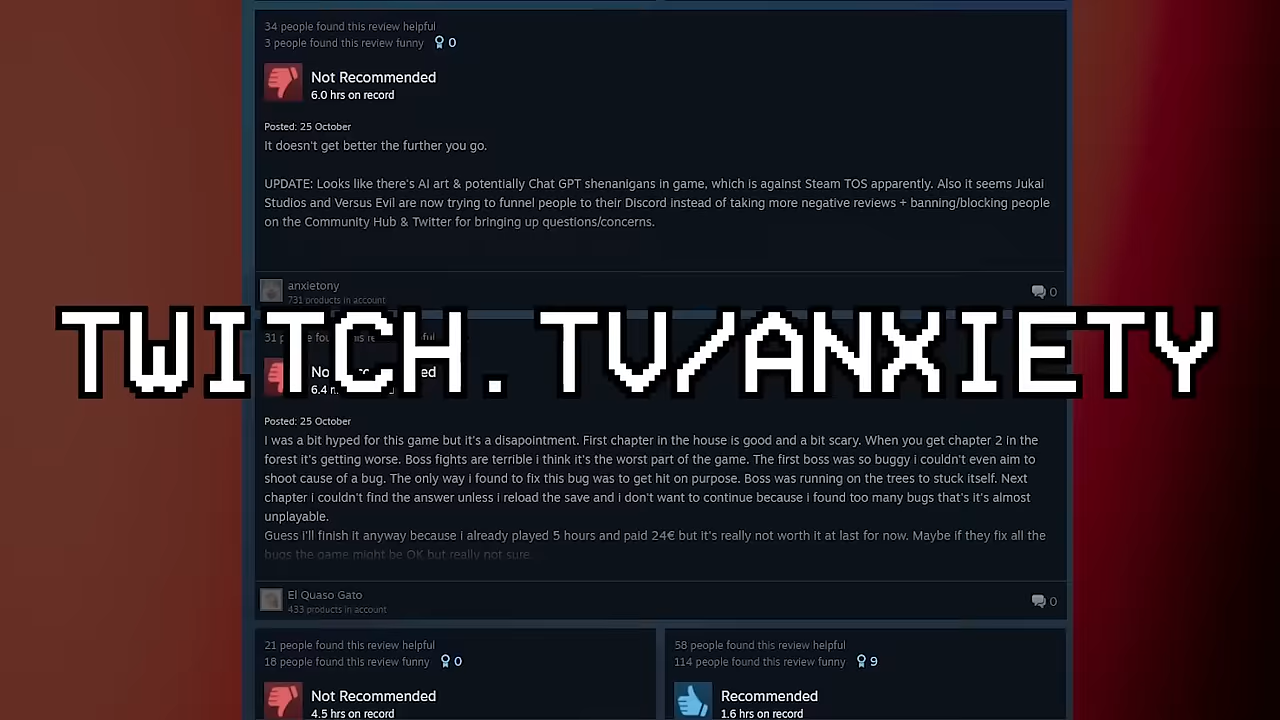 34 people found this review helpful
3 people found this review funny 0
Not Recommended
6.0 hrs on record
Posted: 25 October
It doesn't get better the further you go.
UPDATE: Looks like there's AI art & potentially Chat GPT shenanigans in game, which is against Steam TOS apparently. Also it seems Jukai
Studios and Versus Evil are now trying to funnel people to their Discord instead of taking more negative reviews + banning/blocking people
on the Community Hub & Twitter for bringing up questions/concerns.
anxietony
731 products in account
0
TWITCH.TV/ANXIETY
31
Posted: 25 October
I was a bit hyped for this game but it's a disapointment. First chapter in the house is good and a bit scary. When you get chapter 2 in the
forest it's getting worse. Boss fights are terrible i think it's the worst part of the game. The first boss was so buggy i couldn't even aim to
shoot cause of a bug. The only way i found to fix this bug was to get hit on purpose. Boss was running on the trees to stuck itself. Next
chapter i couldn't find the answer unless i reload the save and i don't want to continue because i found too many bugs that's it's almost
unplayable.
Guess i'll finish it anyway because i already played 5 hours and paid 24€ but it's really not worth it at last for now. Maybe if they fix all the
bugs the game might be OK but really not sure.
El Quaso Gato
433 products in account
0
21 people found this review helpful
18 people found this review funny 0
Not Recommended
4.5 hrs on record
58 people found this review helpful
114 people found this review funny 9
Recommended
1.6 hrs on record